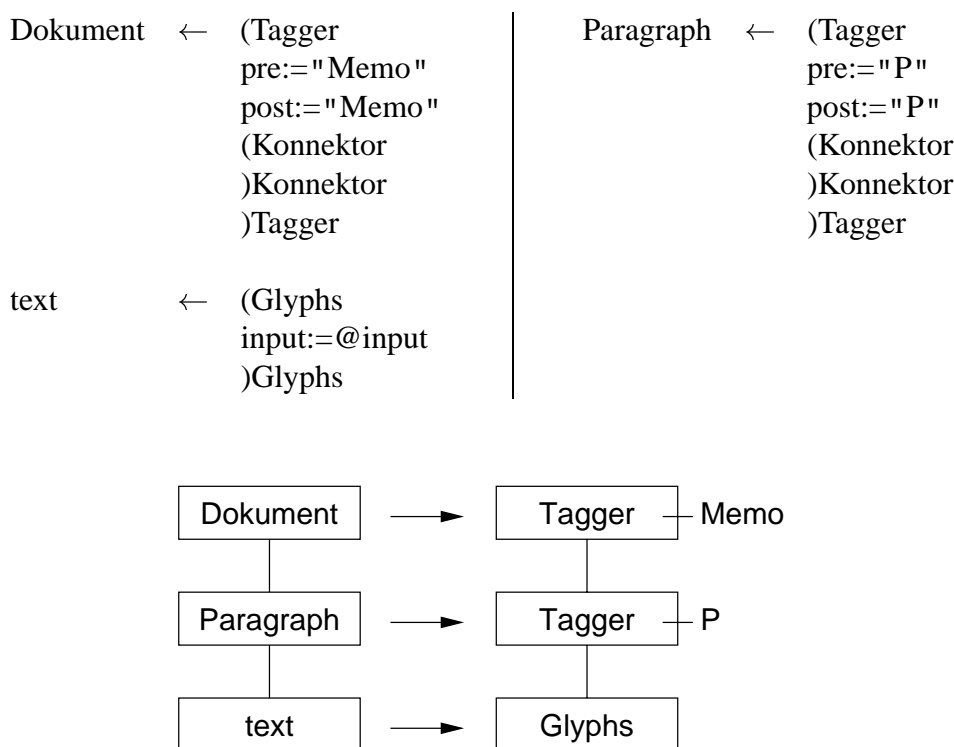 Dokument ← (Tagger
pre:="Memo"
post:="Memo"
(Konnektor
)Konnektor
)Tagger
Paragraph ← (Tagger
pre:="P"
post:="P"
(Konnektor
)Konnektor
)Tagger
text ← (Glyphs
input:=@input
)Glyphs
Dokument Tagger Memo
Paragraph Tagger P
text Glyphs